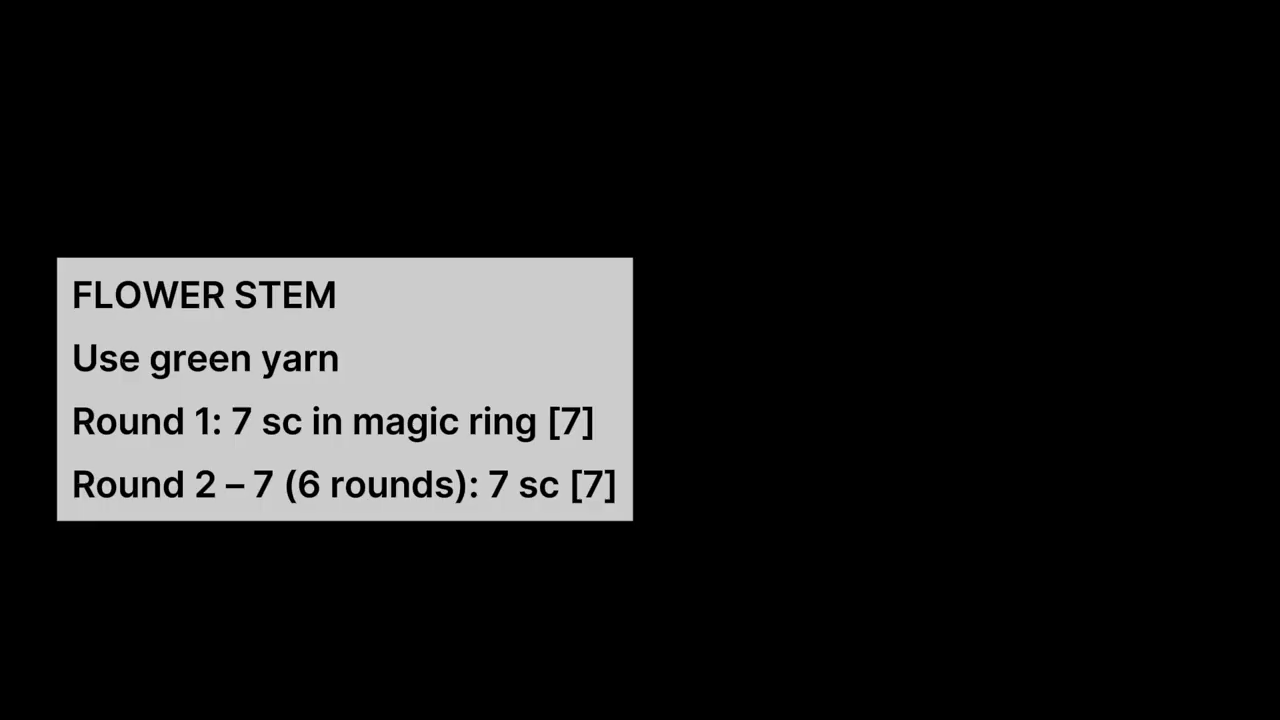 FLOWER STEM
Use green yarn
Round 1: 7 sc in magic ring [7]
Round 2 – 7 (6 rounds): 7 sc [7]